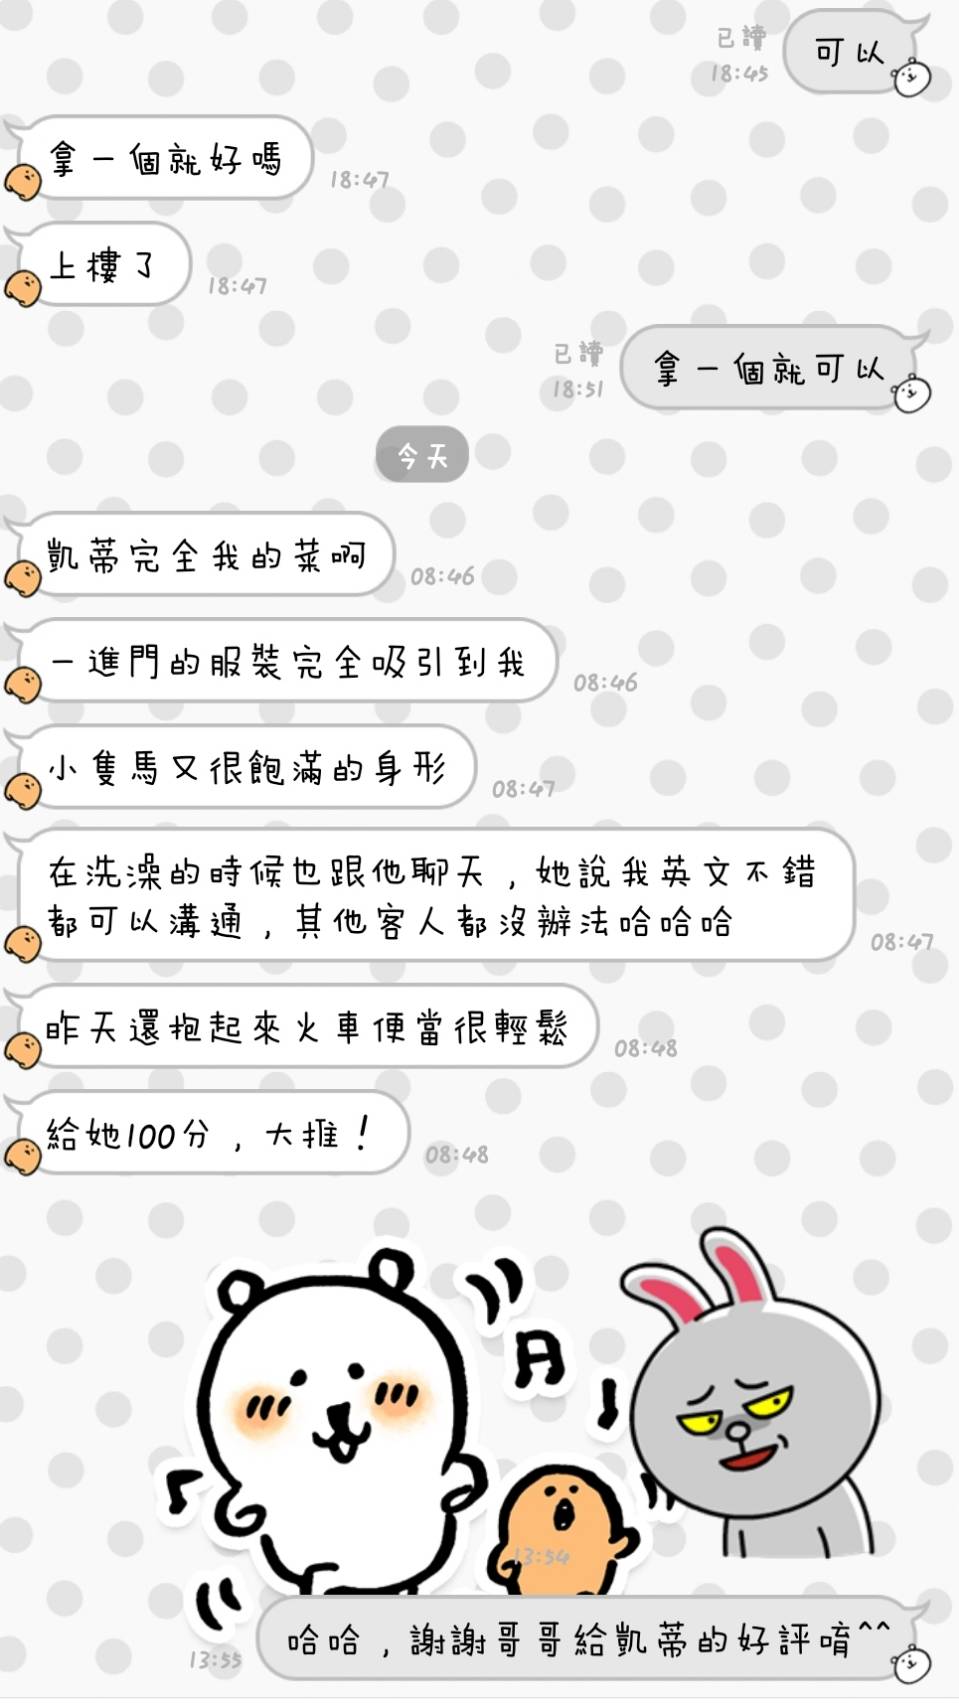 可以
已讀
18:45
拿一個就好嗎
18:47
上樓了
18:47
已讀
18:51
拿一個就可以
今天
凱蒂完全我的菜啊
08:46
一進門的服裝完全吸引到我
08:46
小隻馬又很飽滿的身形
08:47
在洗澡的時候也跟他聊天，她說我英文不錯
都可以溝通，其他客人都沒辦法哈哈哈
08:47
昨天還抱起來火車便當很輕鬆
08:48
給她100分，大推！
08:48
13:54
哈哈，謝謝哥哥給凱蒂的好評唷^^
13:55